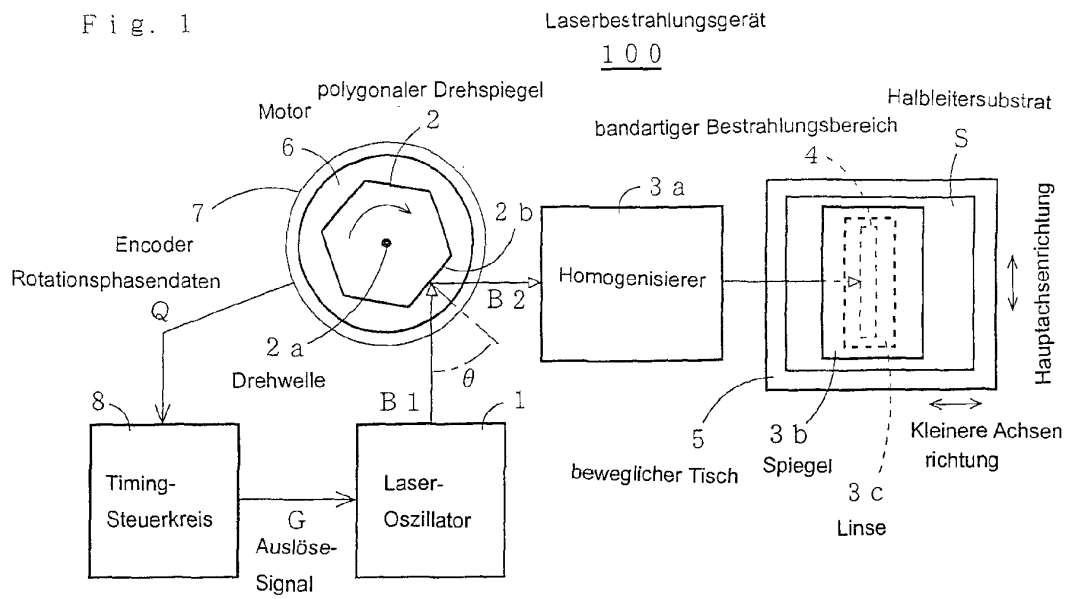 Fig. 1
Laserbestrahlungsgerät
100
polygonaler Drehspiegel
Motor
2
6
7
2b
Encoder
Rotationsphasendaten
Q
2a
Drehwelle
B2
θ
B1
3a
Homogenisierer
Halbleitersubstrat
bandartiger Bestrahlungsbereich
4
S
Hauptachsenrichtung
5
beweglicher Tisch
3b
Spiegel
Kleinere Achsen
richtung
3c
Linse
8
Timing-
Steuerkreis
G
Auslöse-
Signal
1
Laser-
Oszillator